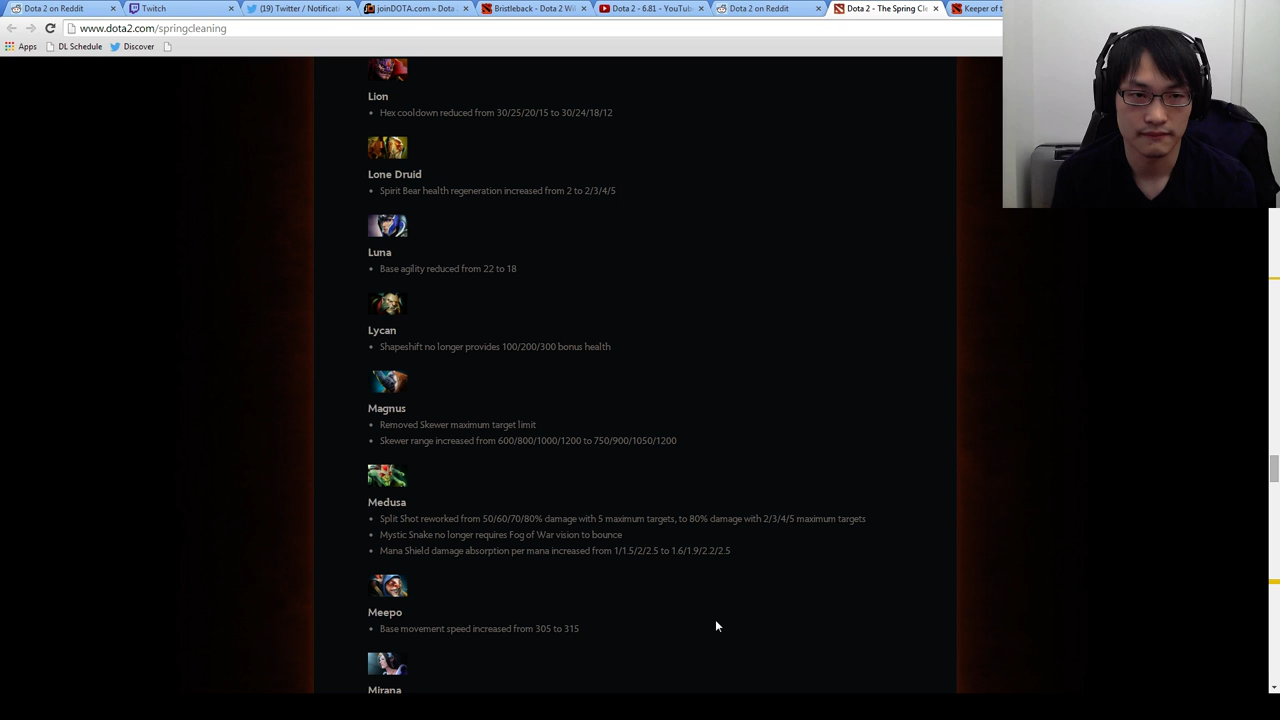 Dota 2 on Reddit
Twitch
(19) Twitter / Notificati
joinDOTA.com » Dota
Bristleback - Dota 2 Wi
Dota 2 - 6.81 - YouTub
Dota 2 on Reddit
Dota 2 - The Spring Cle
Keeper of t
www.dota2.com/springcleaning
Apps
DL Schedule
Discover
Lion
• Hex cooldown reduced from 30/25/20/15 to 30/24/18/12
Lone Druid
• Spirit Bear health regeneration increased from 2 to 2/3/4/5
Luna
• Base agility reduced from 22 to 18
Lycan
• Shapeshift no longer provides 100/200/300 bonus health
Magnus
• Removed Skewer maximum target limit
• Skewer range increased from 600/800/1000/1200 to 750/900/1050/1200
Medusa
• Split Shot reworked from 50/60/70/80% damage with 5 maximum targets, to 80% damage with 2/3/4/5 maximum targets
• Mystic Snake no longer requires Fog of War vision to bounce
• Mana Shield damage absorption per mana increased from 1/1.5/2/2.5 to 1.6/1.9/2.2/2.5
Meepo
• Base movement speed increased from 305 to 315
Mirana